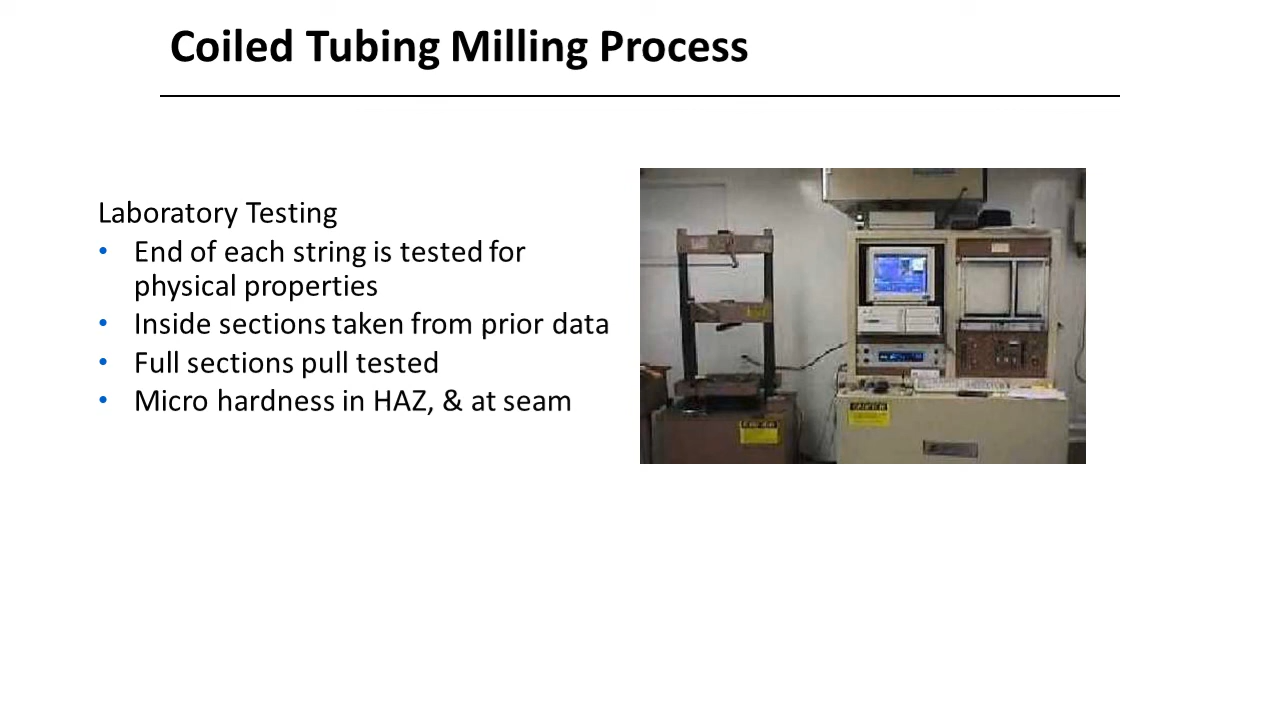 Coiled Tubing Milling Process
Laboratory Testing
• End of each string is tested for
physical properties
• Inside sections taken from prior data
• Full sections pull tested
• Micro hardness in HAZ, & at seam